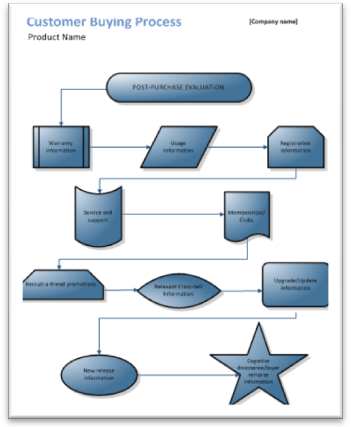 Customer Buying Process
[Company name]
Product Name
POST-PURCHASE EVALUATION
Warranty
information
Usage
Information
Registration
information
Service and
support
Memberships/
Clubs
Recruit-a-friend promotions
Relevant Cross-Sell
Information
Upgrade/Update
information
New release
information
Cognitive
dissonance/buyer
remorse
information